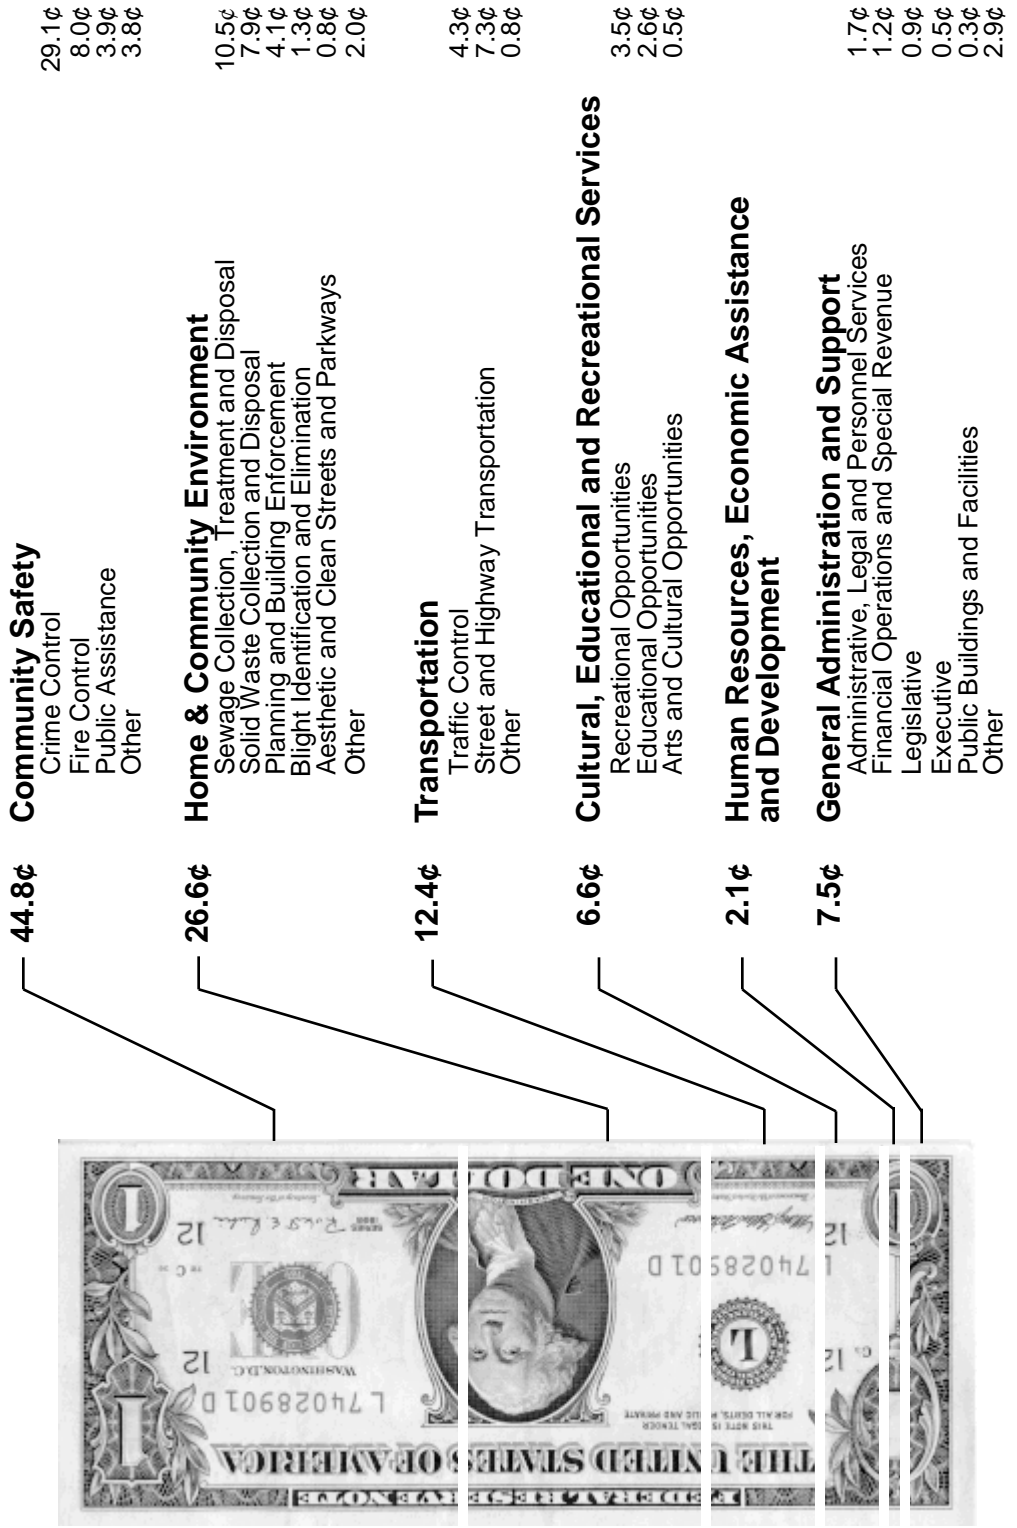 44.8¢ Community Safety
Crime Control 29.1¢
Fire Control 8.0¢
Public Assistance 3.9¢
Other 3.8¢
26.6¢ Home & Community Environment
Sewage Collection, Treatment and Disposal 10.5¢
Solid Waste Collection and Disposal 7.9¢
Planning and Building Enforcement 4.1¢
Blight Identification and Elimination 1.3¢
Aesthetic and Clean Streets and Parkways 0.8¢
Other 2.0¢
12.4¢ Transportation
Traffic Control 4.3¢
Street and Highway Transportation 7.3¢
Other 0.8¢
6.6¢ Cultural, Educational and Recreational Services
Recreational Opportunities 3.5¢
Educational Opportunities 2.6¢
Arts and Cultural Opportunities 0.5¢
2.1¢ Human Resources, Economic Assistance
and Development
7.5¢ General Administration and Support
Administrative, Legal and Personnel Services 1.7¢
Financial Operations and Special Revenue 1.2¢
Legislative 0.9¢
Executive 0.5¢
Public Buildings and Facilities 0.3¢
Other 2.9¢
FEDERAL RESERVE NOTE
THE UNITED STATES OF AMERICA
THIS NOTE IS LEGAL TENDER
FOR ALL DEBTS, PUBLIC AND PRIVATE
L 74028901 D
WASHINGTON, D.C.
12
12
L
L 74028901 D
12
12
SERIES
ONE DOLLAR
1
1